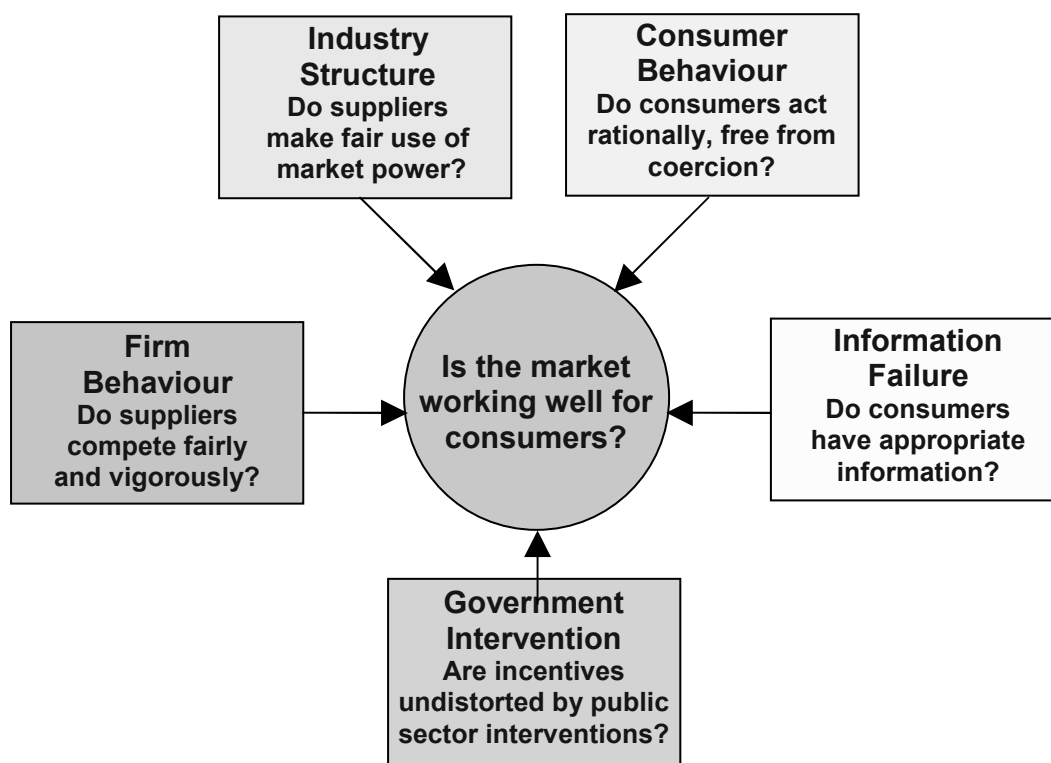 Industry
Structure
Do suppliers
make fair use of
market power?
Consumer
Behaviour
Do consumers act
rationally, free from
coercion?
Firm
Behaviour
Do suppliers
compete fairly
and vigorously?
Is the market
working well for
consumers?
Information
Failure
Do consumers
have appropriate
information?
Government
Intervention
Are incentives
undistorted by public
sector interventions?